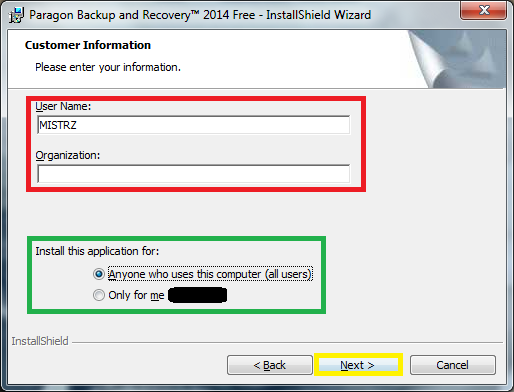 Paragon Backup and Recovery™ 2014 Free - InstallShield Wizard
Customer Information
Please enter your information.
User Name:
MISTRZ
Organization:
Install this application for:
Anyone who uses this computer (all users)
Only for me
InstallShield
< Back Next > Cancel